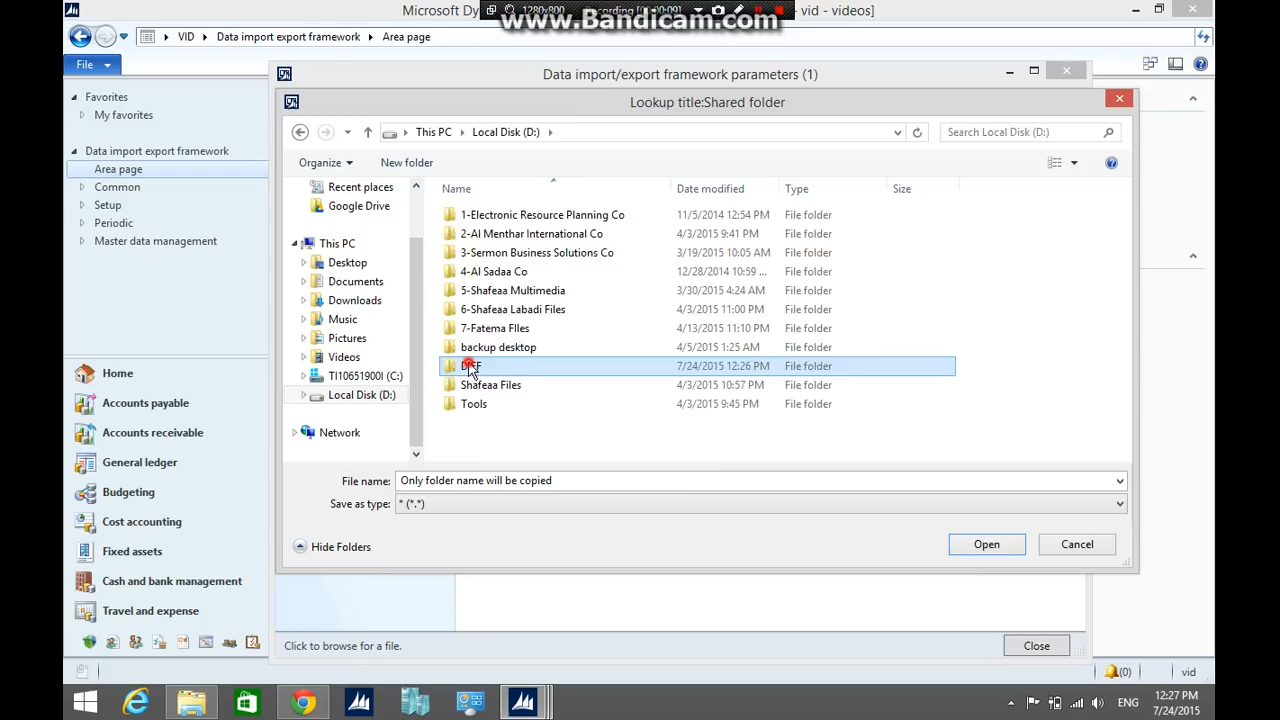 Microsoft Dy
1280x800
Recording
vid - videos]
www.Bandicam.com
VID
Data import export framework
Area page
File
Data import/export framework parameters (1)
Favorites
My favorites
Data import export framework
Area page
Common
Setup
Periodic
Master data management
Lookup title:Shared folder
This PC
Local Disk (D:)
Search Local Disk (D:)
Organize
New folder
Recent places
Google Drive
This PC
Desktop
Documents
Downloads
Music
Pictures
Videos
TI10651900I (C:)
Local Disk (D:)
Network
Name Date modified Type Size
1-Electronic Resource Planning Co 11/5/2014 12:54 PM File folder
2-Al Menthar International Co 4/3/2015 9:41 PM File folder
3-Sermon Business Solutions Co 3/19/2015 10:05 AM File folder
4-Al Sadaa Co 12/28/2014 10:59 ... File folder
5-Shafeaa Multimedia 3/30/2015 4:24 AM File folder
6-Shafeaa Labadi Files 4/3/2015 11:00 PM File folder
7-Fatema Files 4/13/2015 11:10 PM File folder
backup desktop 4/5/2015 1:25 AM File folder
7/24/2015 12:26 PM File folder
Shafeaa Files 4/3/2015 10:57 PM File folder
Tools 4/3/2015 9:45 PM File folder
File name: Only folder name will be copied
Save as type: * (*.*)
Hide Folders
Open
Cancel
Home
Accounts payable
Accounts receivable
General ledger
Budgeting
Cost accounting
Fixed assets
Cash and bank management
Travel and expense
Click to browse for a file.
Close
(0)
vid
ENG
12:27 PM
7/24/2015